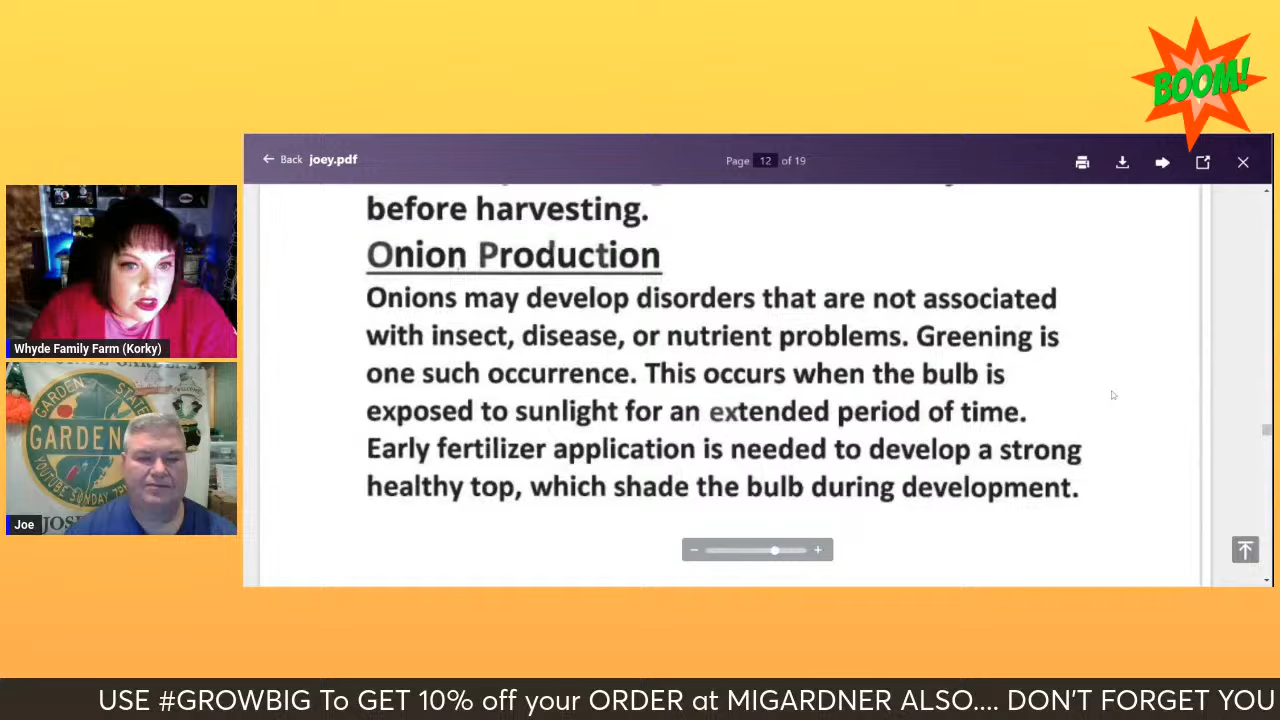 BOOM!
Back joey.pdf
Page 12 of 19
before harvesting.
Onion Production
Onions may develop disorders that are not associated
with insect, disease, or nutrient problems. Greening is
one such occurrence. This occurs when the bulb is
exposed to sunlight for an extended period of time.
Early fertilizer application is needed to develop a strong
healthy top, which shade the bulb during development.
Whyde Family Farm (Korky)
GARDEN STATE
GARDEN
YOUTUBE SUNDAY
Joe
USE #GROWBIG To GET 10% off your ORDER at MIGARDNER ALSO.... DON'T FORGET YOU